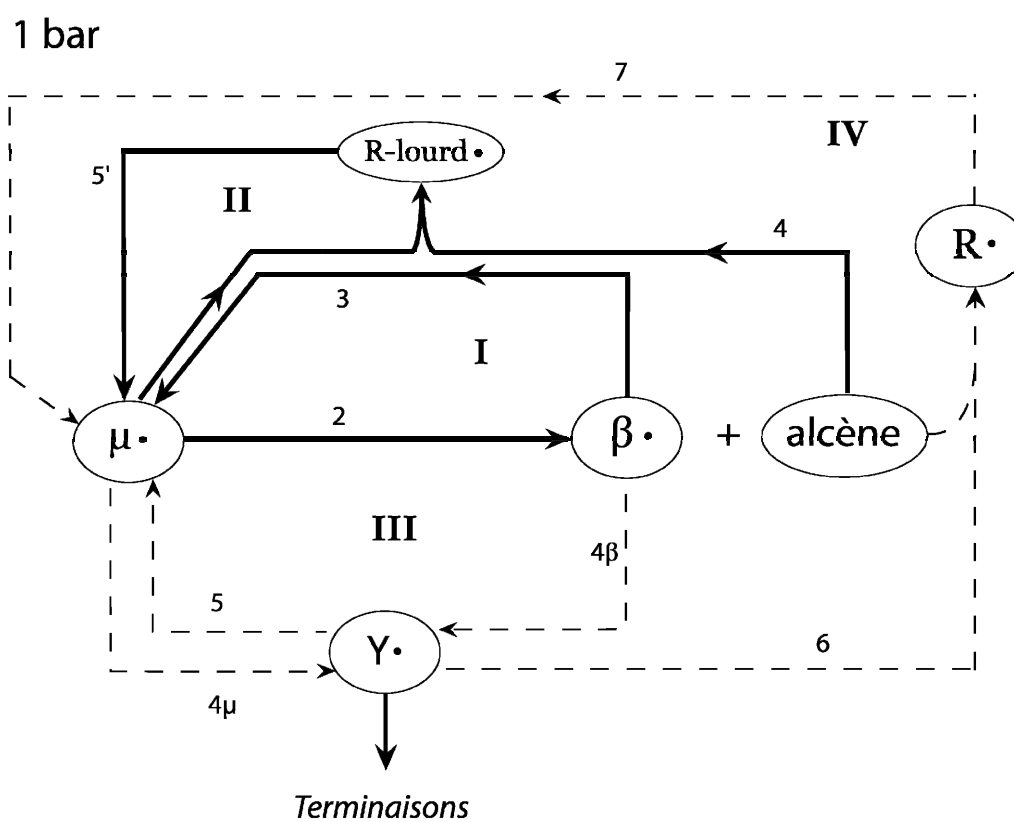 1 bar
7
IV
R-lourd •
5'
II
4
R •
3
I
μ •
2
β •
+
alcène
III
4β
5
Y •
6
4μ
Terminaisons